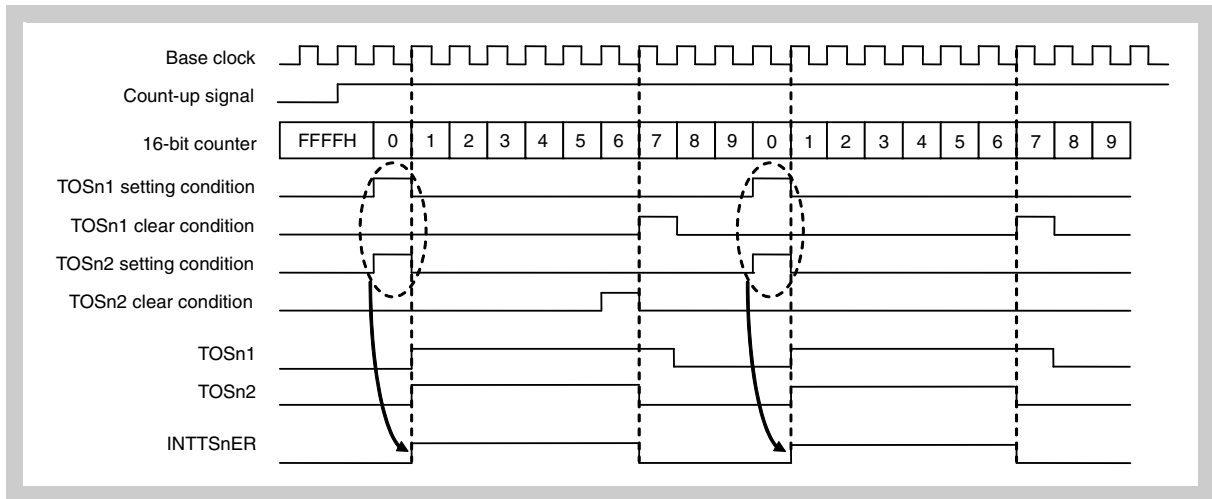 Base clock
Count-up signal
16-bit counter FFFFH 0 1 2 3 4 5 6 7 8 9 0 1 2 3 4 5 6 7 8 9
TOSn1 setting condition
TOSn1 clear condition
TOSn2 setting condition
TOSn2 clear condition
TOSn1
TOSn2
INTTSnER